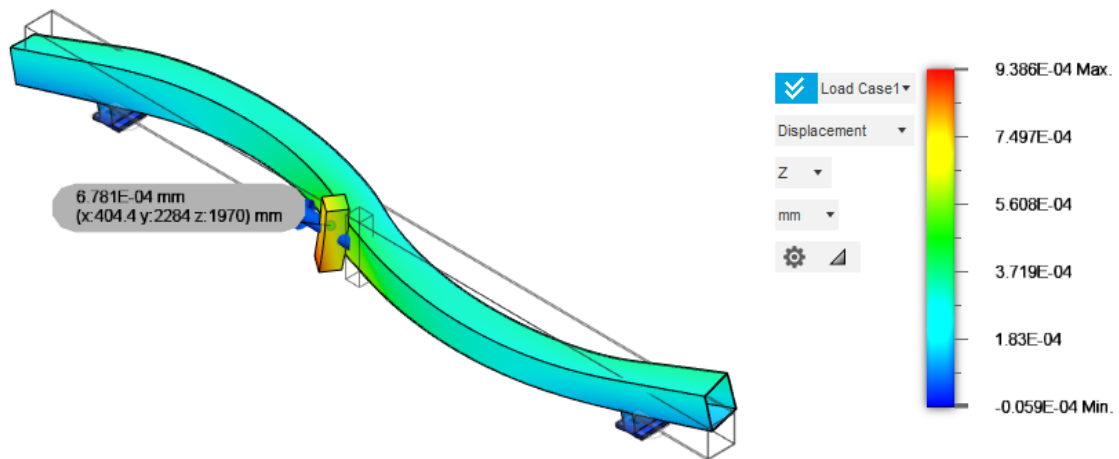 6.781E-04 mm
(x:404.4 y:2284 z:1970) mm
Load Case1
Displacement
Z
mm
9.386E-04 Max.
7.497E-04
5.608E-04
3.719E-04
1.83E-04
-0.059E-04 Min.